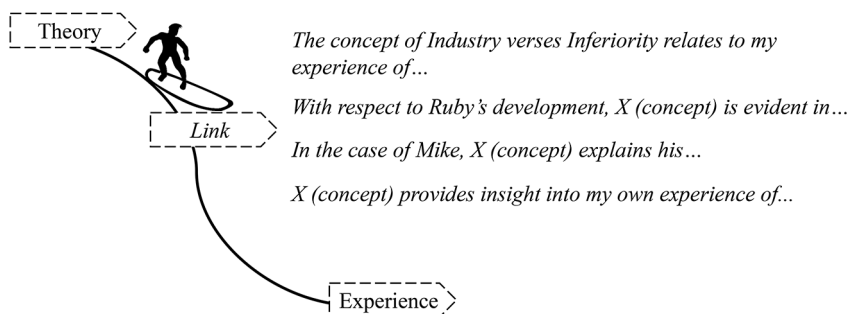 Theory
The concept of Industry verses Inferiority relates to my
experience of…
With respect to Ruby’s development, X (concept) is evident in…
Link
In the case of Mike, X (concept) explains his…
X (concept) provides insight into my own experience of...
Experience